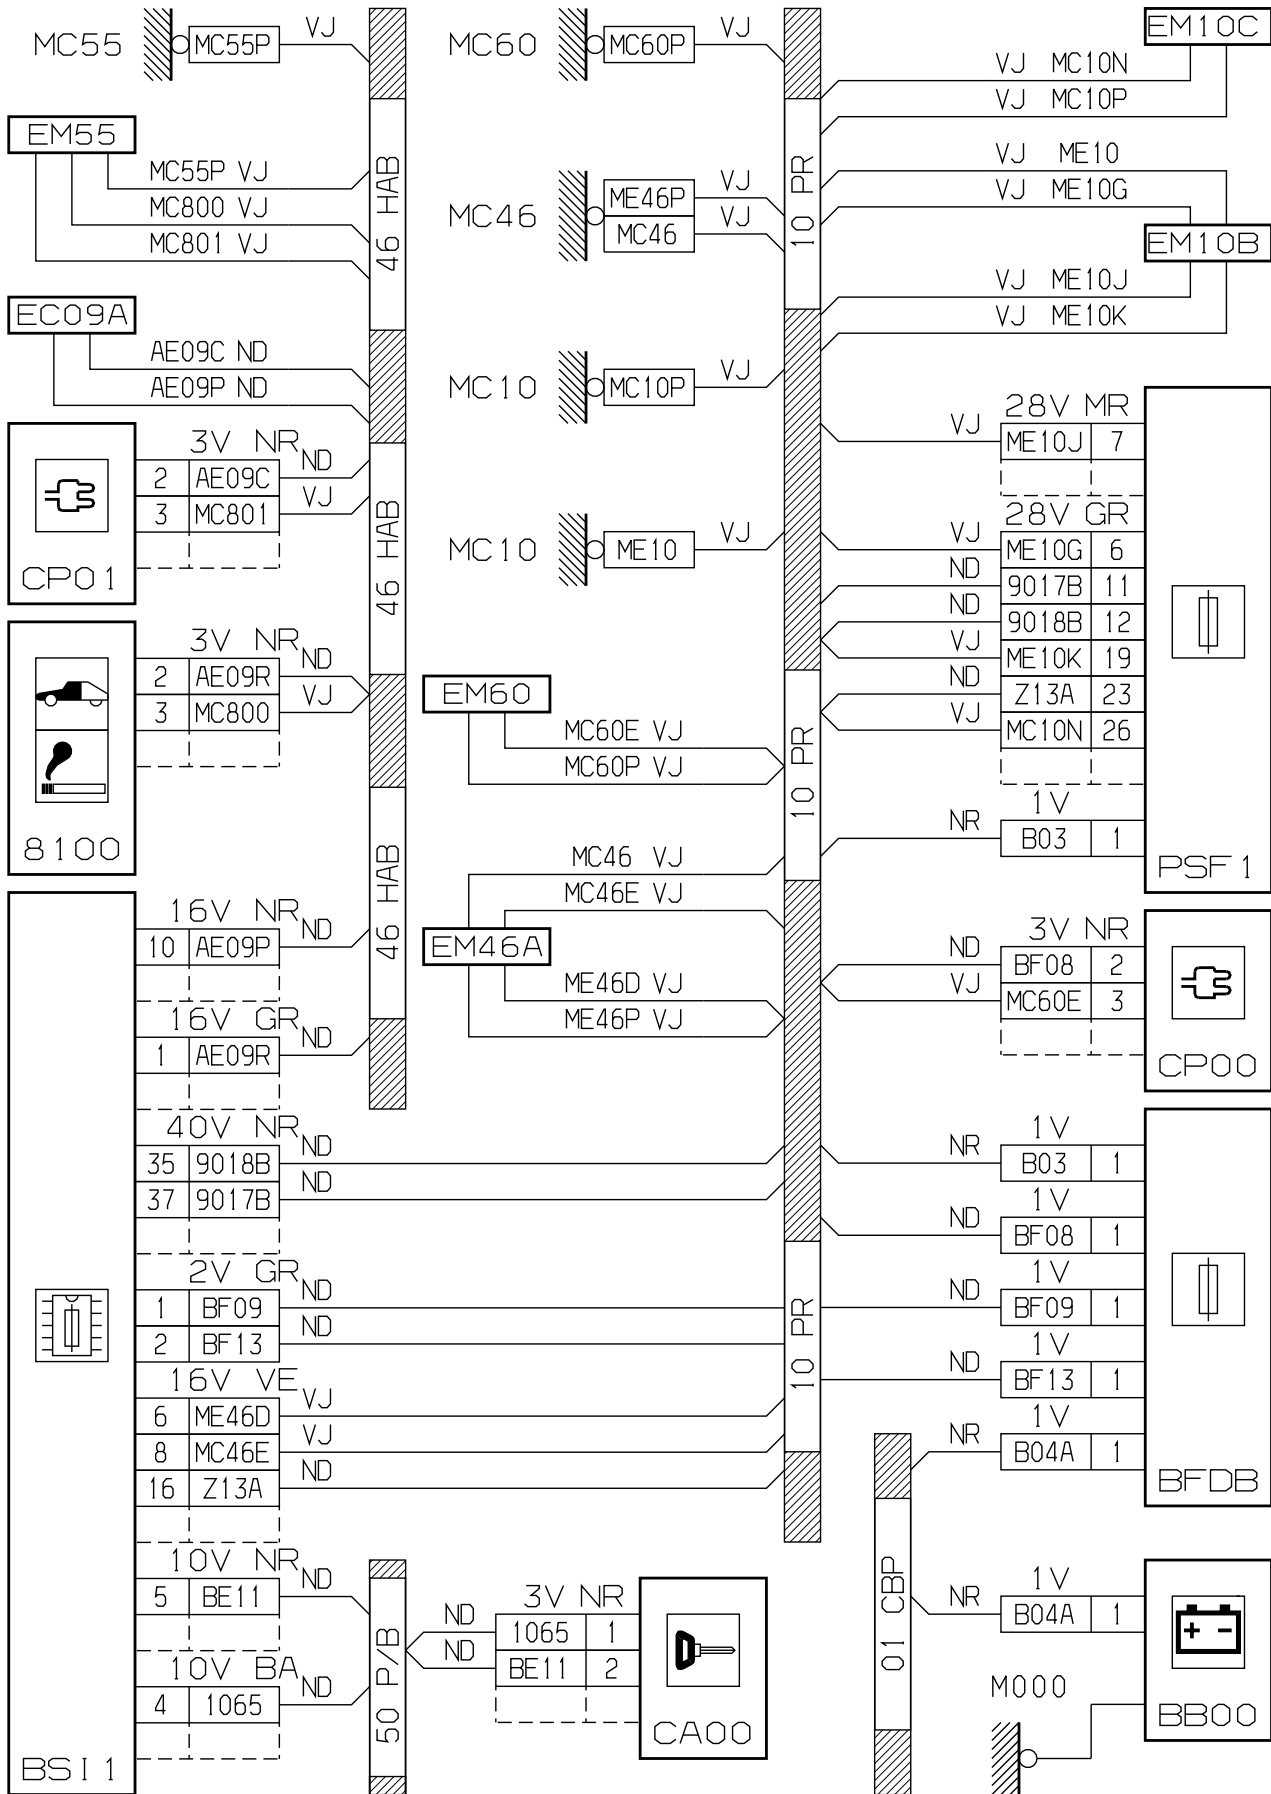 MC55
MC55P
VJ
EM55
MC55P VJ
MC800 VJ
MC801 VJ
EC09A
AE09C ND
AE09P ND
3V NR
2 AE09C ND
3 MC801 VJ
CP01
3V NR
2 AE09R ND
3 MC800 VJ
8100
16V NR
10 AE09P ND
16V GR
1 AE09R ND
40V NR
35 9018B ND
37 9017B ND
2V GR
1 BF09 ND
2 BF13 ND
16V VE
6 ME46D VJ
8 MC46E VJ
16 Z13A ND
10V NR
5 BE11 ND
10V BA
4 1065 ND
BSI1
46 HAB
46 HAB
46 HAB
50 P/B
MC60
MC60P
VJ
MC46
ME46P VJ
MC46 VJ
MC10
MC10P
VJ
MC10
ME10
VJ
EM60
MC60E VJ
MC60P VJ
MC46 VJ
MC46E VJ
EM46A
ME46D VJ
ME46P VJ
3V NR
ND 1065 1
ND BE11 2
CA00
10 PR
10 PR
10 PR
01 CBP
EM10C
VJ MC10N
VJ MC10P
VJ ME10
VJ ME10G
EM10B
VJ ME10J
VJ ME10K
28V MR
VJ ME10J 7
28V GR
VJ ME10G 6
ND 9017B 11
ND 9018B 12
VJ ME10K 19
ND Z13A 23
VJ MC10N 26
1V
NR B03 1
PSF1
3V NR
ND BF08 2
VJ MC60E 3
CP00
1V
NR B03 1
1V
ND BF08 1
1V
ND BF09 1
1V
ND BF13 1
1V
NR B04A 1
BFDB
1V
NR B04A 1
+ -
M000
BB00